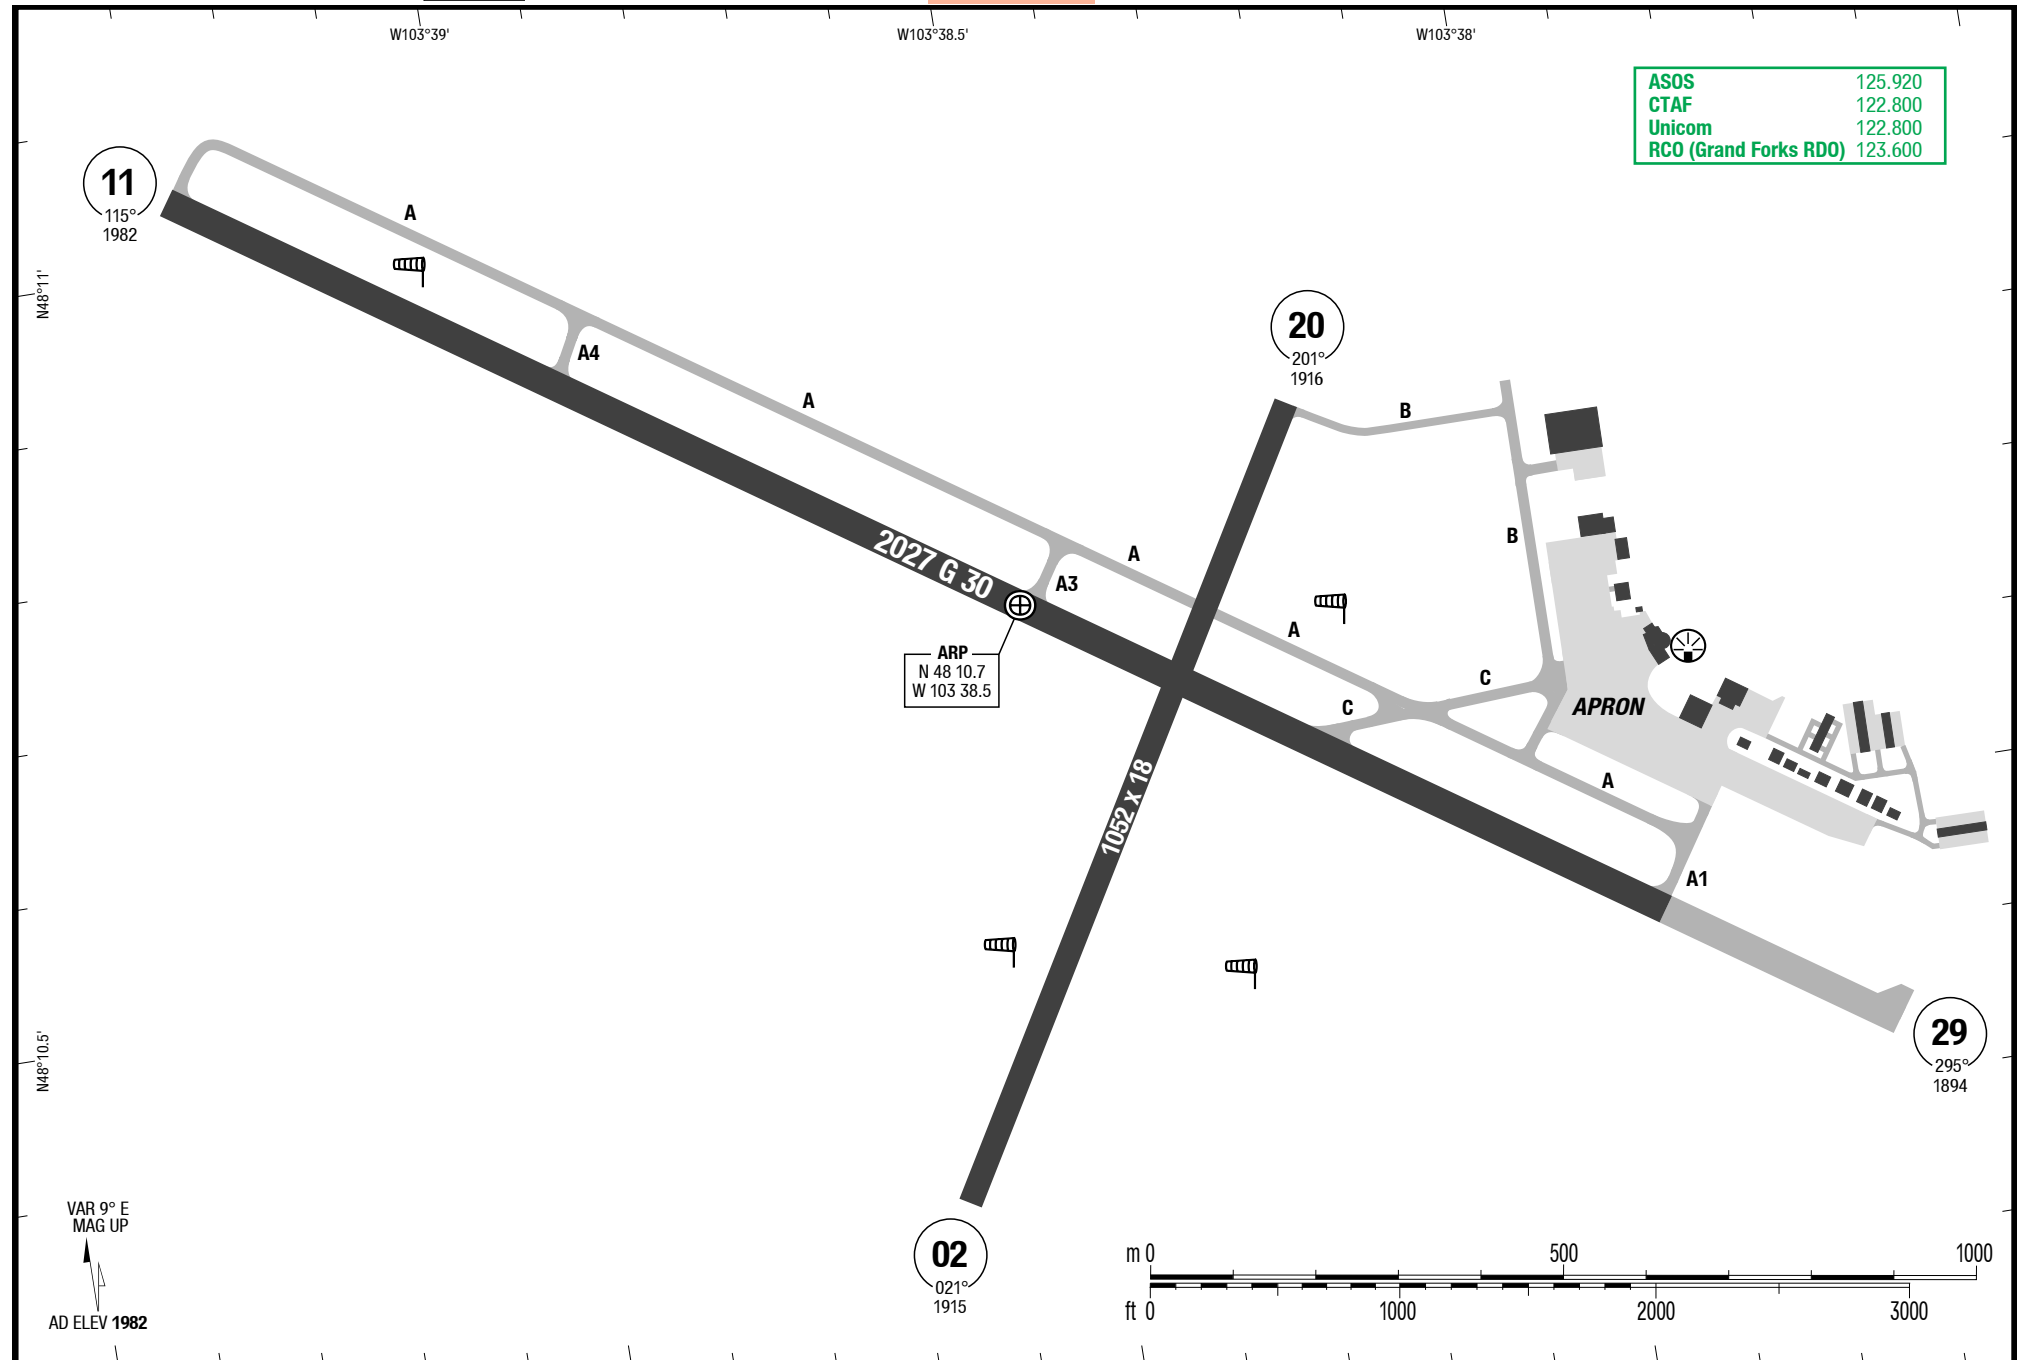 W103°39'
W103°38.5'
W103°38'
ASOS 125.920
CTAF 122.800
Unicom 122.800
RCO (Grand Forks RDO) 123.600
11
115°
1982
A
N48°11'
20
201°
1916
A4
A
B
B
2027 G 30
A
A3
A
ARP
N 48 10.7
W 103 38.5
C
C
APRON
A
1052 x 18
A1
29
295°
1894
N48°10.5'
VAR 9° E
MAG UP
AD ELEV 1982
02
021°
1915
m 0 500 1000
ft 0 1000 2000 3000